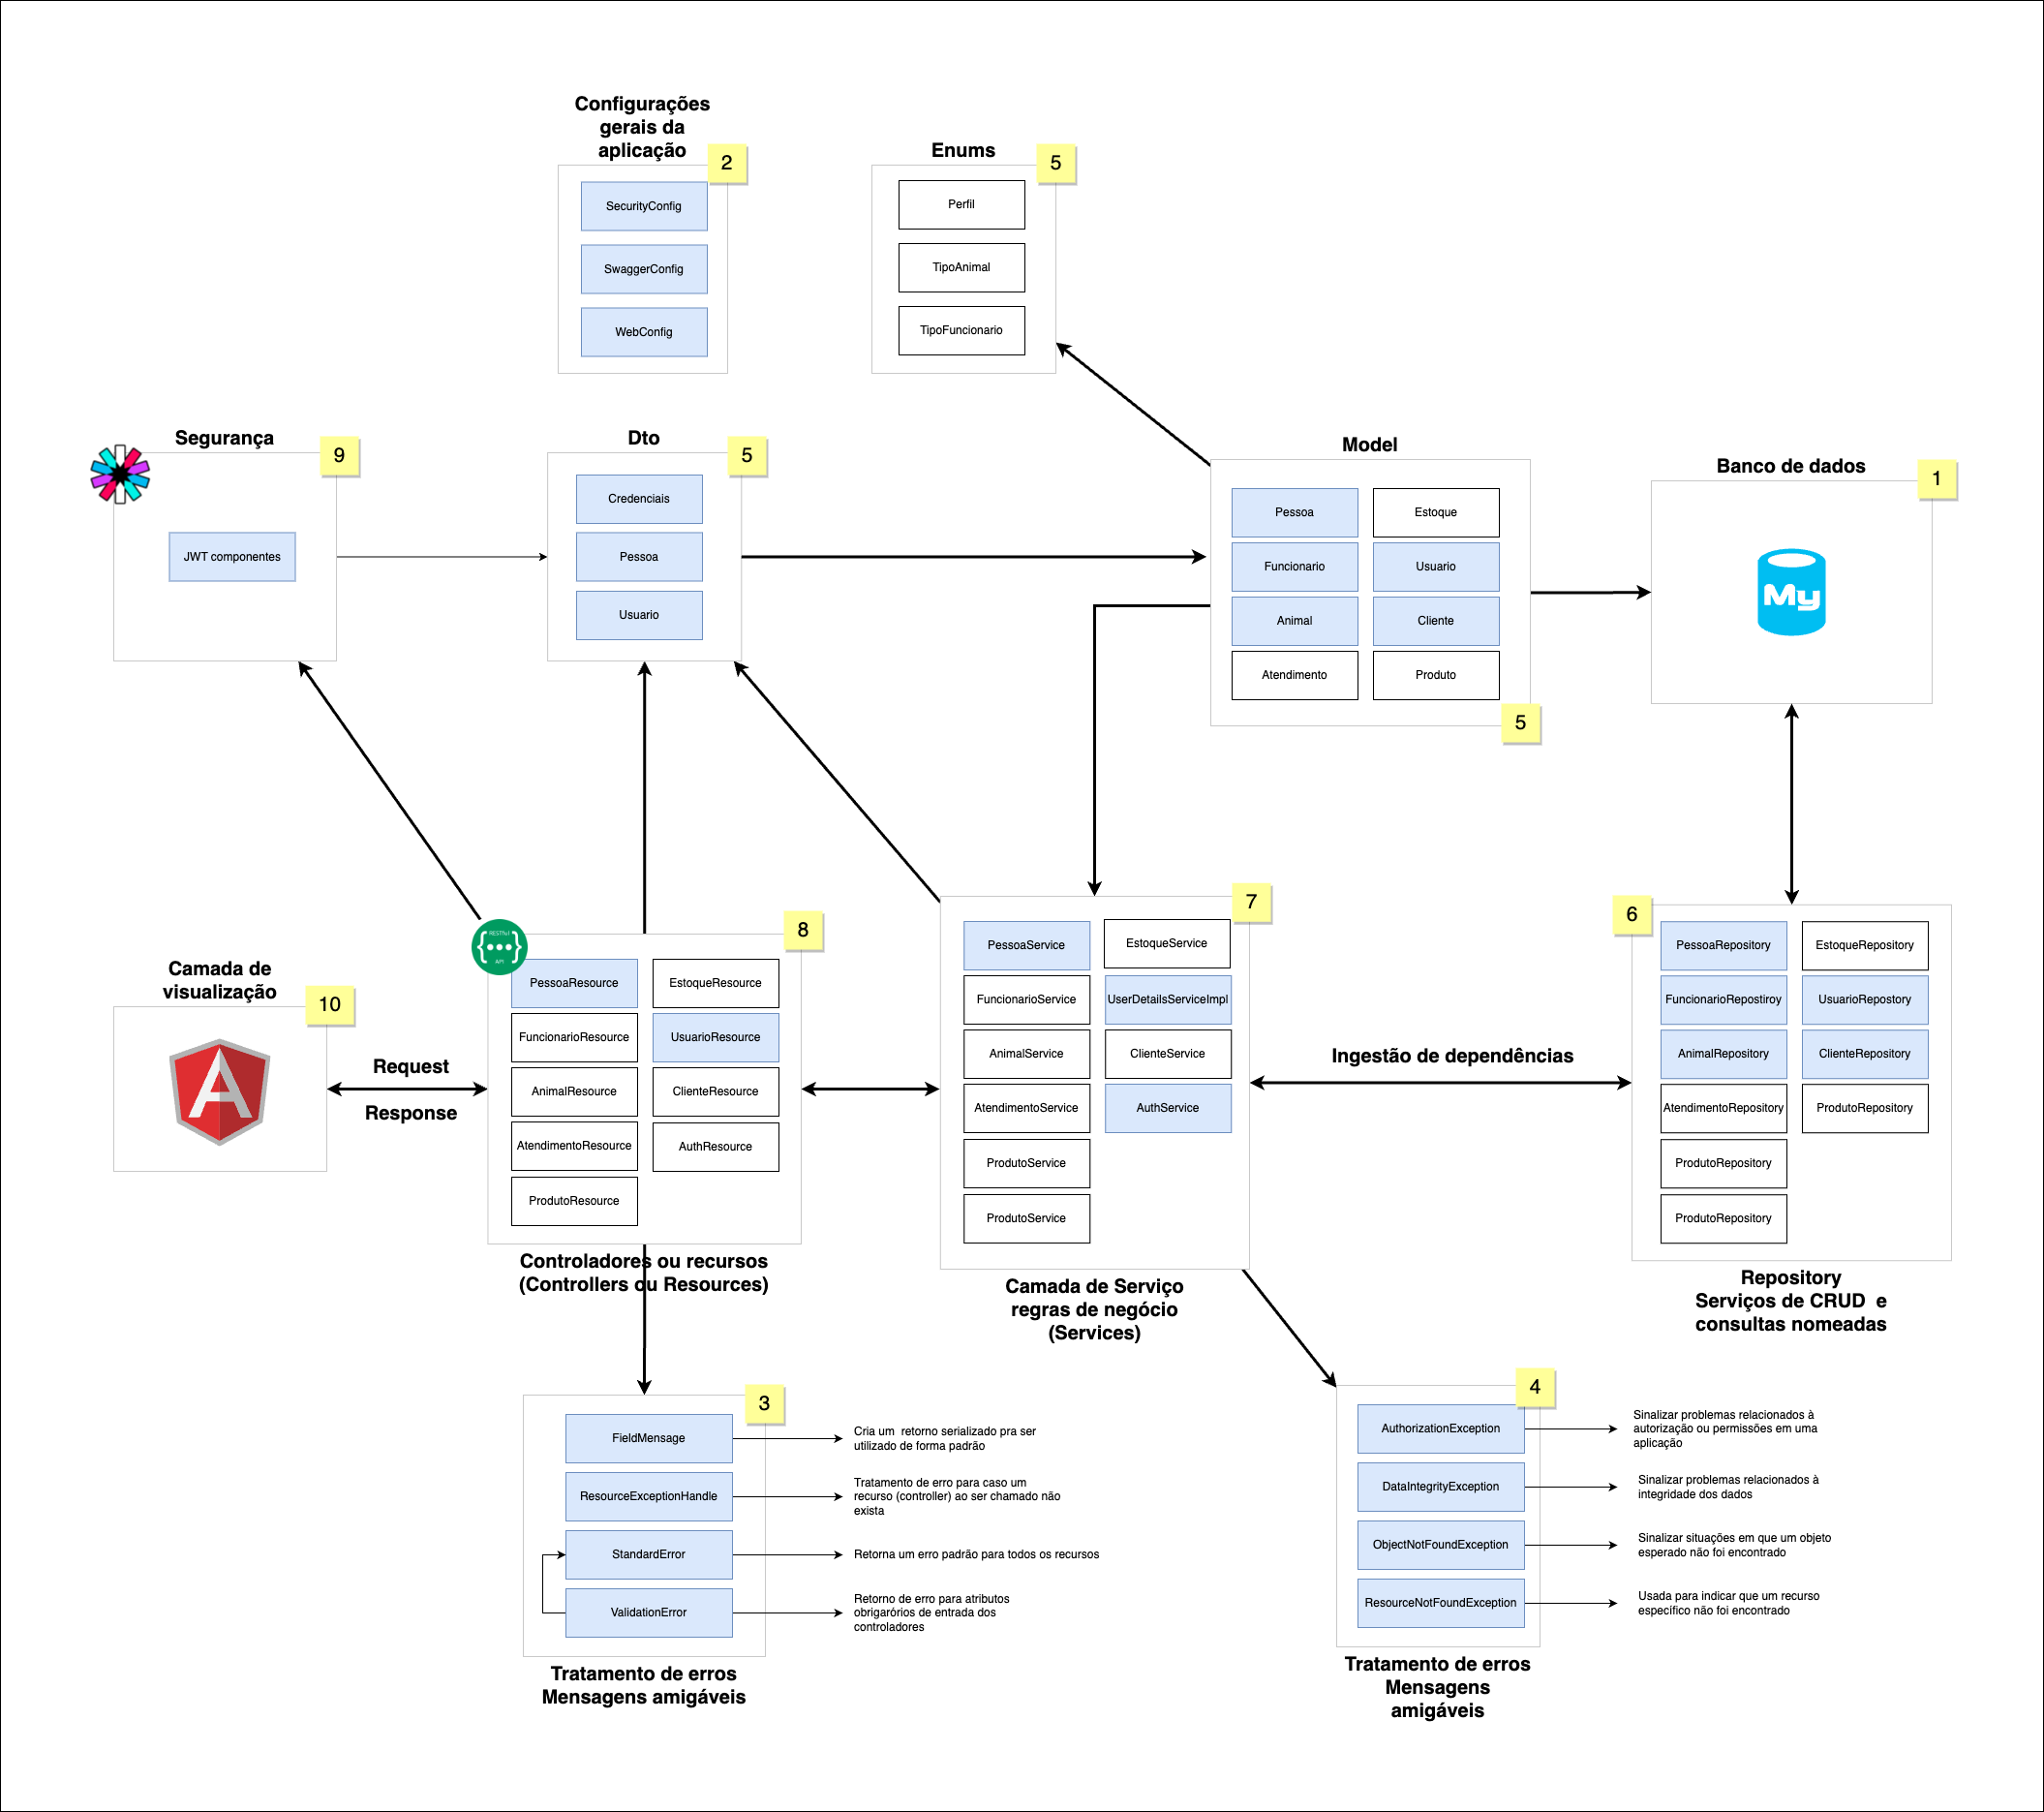 Configurações
gerais da
aplicação
2
SecurityConfig
SwaggerConfig
WebConfig
Enums
5
Perfil
TipoAnimal
TipoFuncionario
Segurança
9
JWT componentes
Dto
5
Credenciais
Pessoa
Usuario
Model
Pessoa
Estoque
Funcionario
Usuario
Animal
Cliente
Atendimento
Produto
5
Banco de dados
1
My
Camada de
visualização
10
Request
Response
RESTful
{•••}
API
8
PessoaResource
EstoqueResource
FuncionarioResource
UsuarioResource
AnimalResource
ClienteResource
AtendimentoResource
AuthResource
ProdutoResource
Controladores ou recursos
(Controllers ou Resources)
7
PessoaService
EstoqueService
FuncionarioService
UserDetailsServiceImpl
AnimalService
ClienteService
AtendimentoService
AuthService
ProdutoService
ProdutoService
Camada de Serviço
regras de negócio
(Services)
Ingestão de dependências
6
PessoaRepository
EstoqueRepository
FuncionarioRepostiroy
UsuarioRepostory
AnimalRepository
ClienteRepository
AtendimentoRepository
ProdutoRepository
ProdutoRepository
ProdutoRepository
Repository
Serviços de CRUD e
consultas nomeadas
3
FieldMessage
Cria um retorno serializado pra ser
utilizado de forma padrão
ResourceExceptionHandle
Tratamento de erro para caso um
recurso (controller) ao ser chamado não
exista
StandardError
Retorna um erro padrão para todos os recursos
ValidationError
Retorno de erro para atributos
obrigarórios de entrada dos
controladores
Tratamento de erros
Mensagens amigáveis
4
AuthorizationException
Sinalizar problemas relacionados à
autorização ou permissões em uma
aplicação
DataIntegrityException
Sinalizar problemas relacionados à
integridade dos dados
ObjectNotFoundException
Sinalizar situações em que um objeto
esperado não foi encontrado
ResourceNotFoundException
Usada para indicar que um recurso
específico não foi encontrado
Tratamento de erros
Mensagens
amigáveis